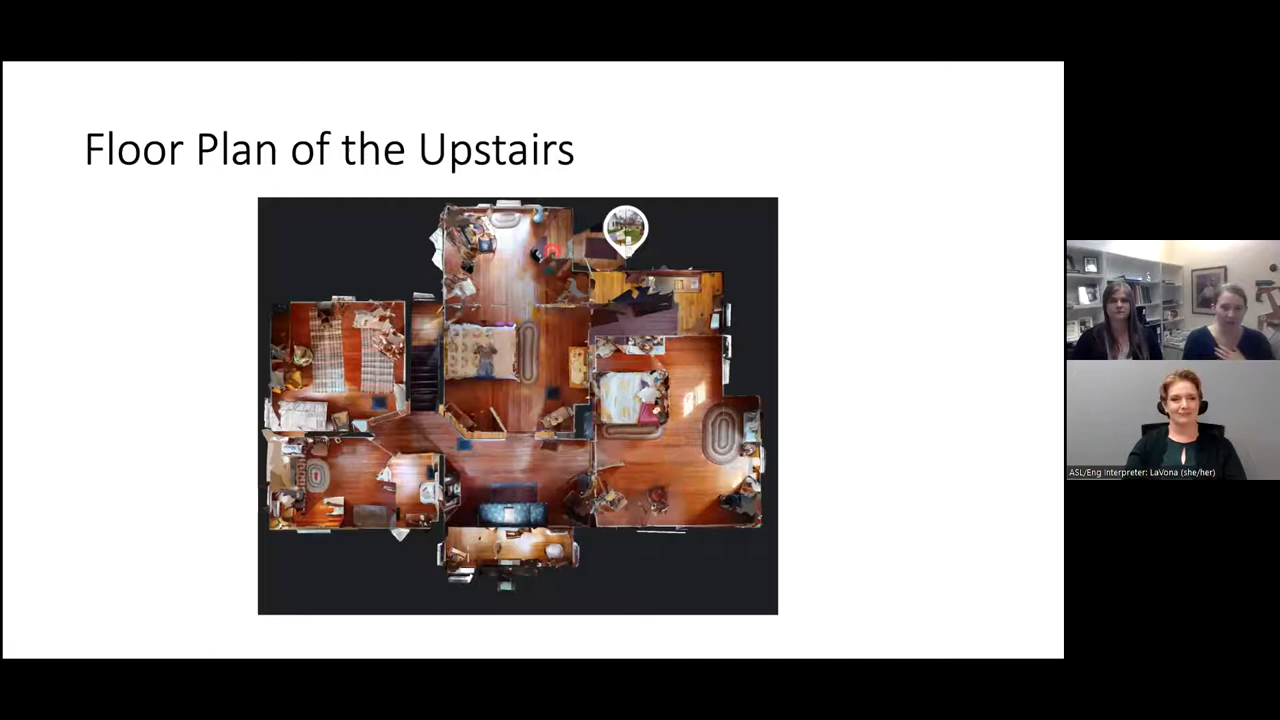 Floor Plan of the Upstairs
ASL/Eng Interpreter: LaVona (she/her)